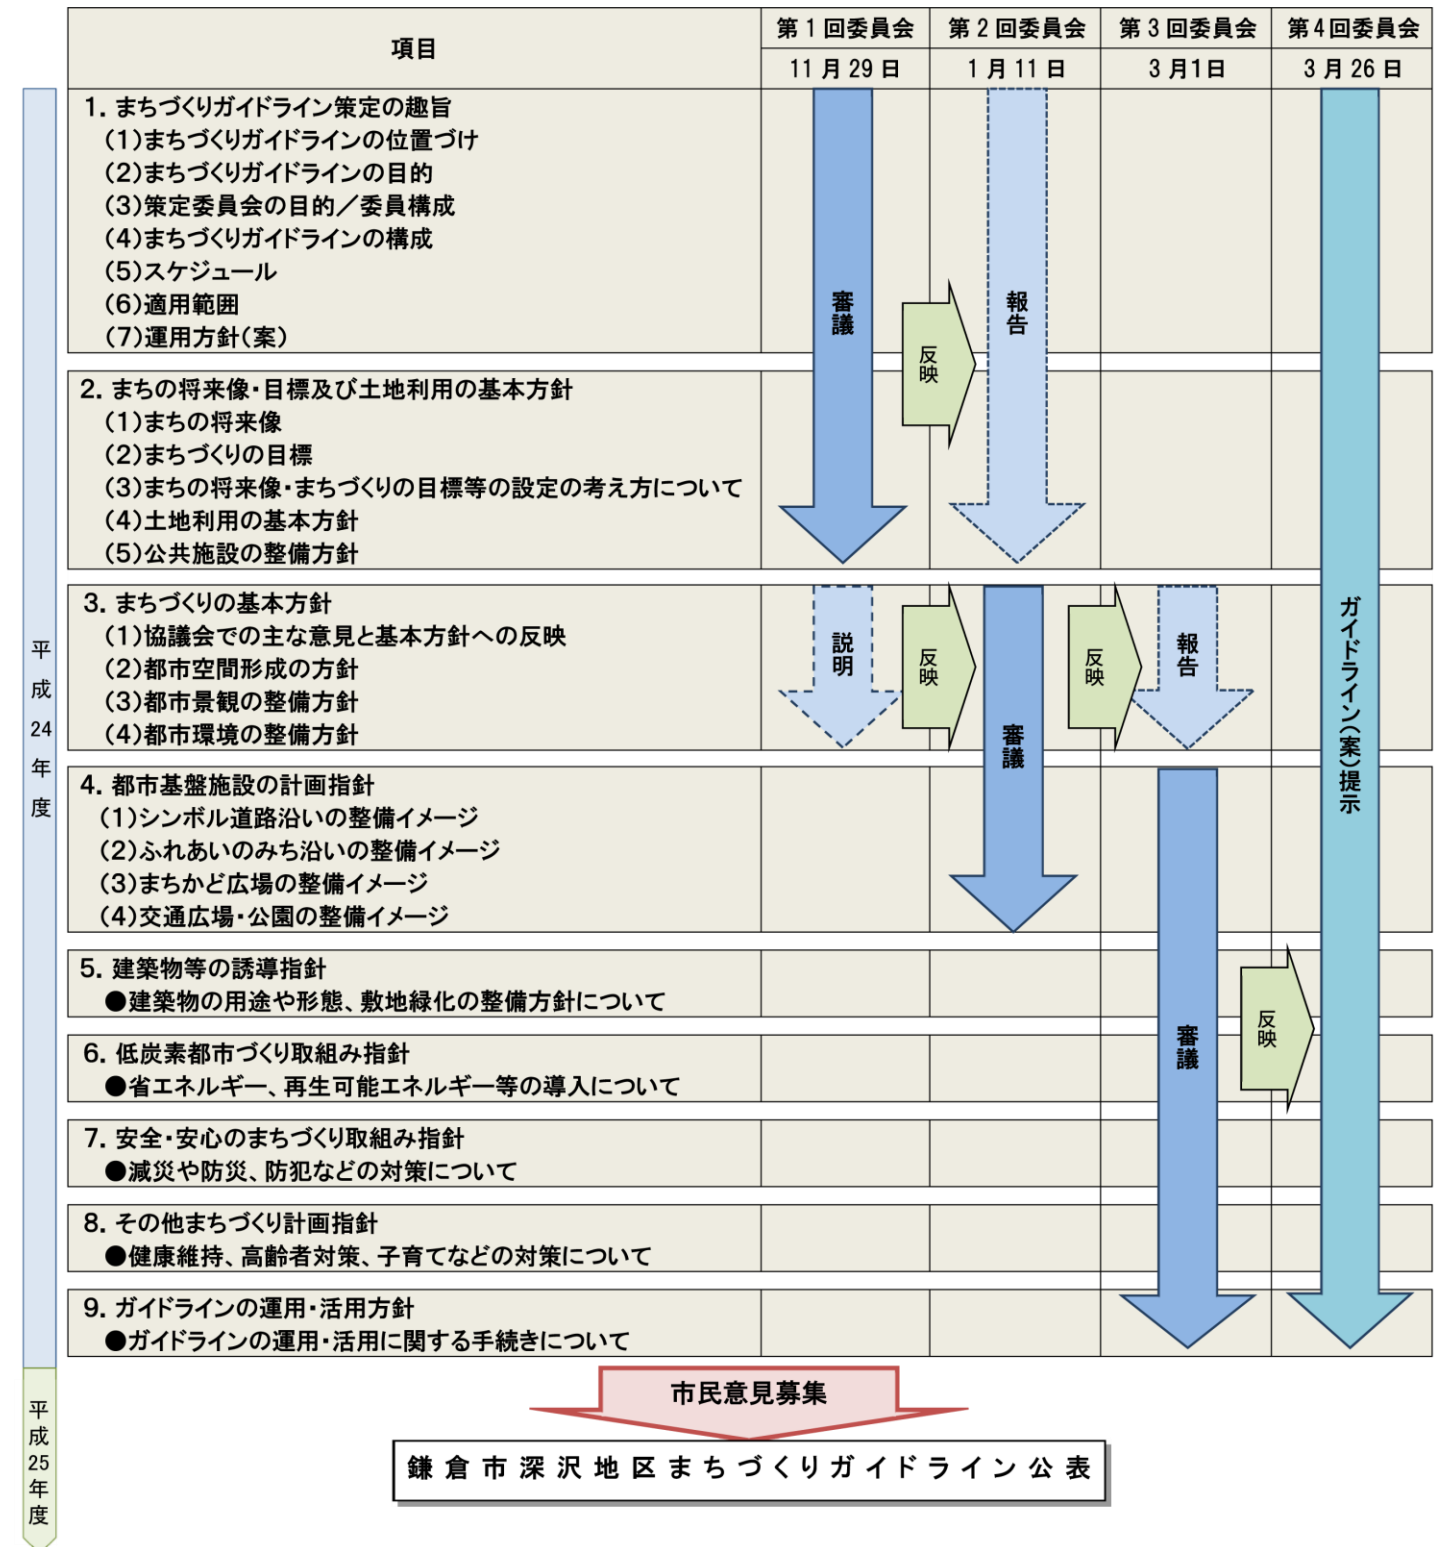 項目
第1回委員会
第2回委員会
第3回委員会
第4回委員会
11月29日
1月11日
3月1日
3月26日
平成24年度
1. まちづくりガイドライン策定の趣旨
(1)まちづくりガイドラインの位置づけ
(2)まちづくりガイドラインの目的
(3)策定委員会の目的／委員構成
(4)まちづくりガイドラインの構成
(5)スケジュール
(6)適用範囲
(7)運用方針(案)
2. まちの将来像・目標及び土地利用の基本方針
(1)まちの将来像
(2)まちづくりの目標
(3)まちの将来像・まちづくりの目標等の設定の考え方について
(4)土地利用の基本方針
(5)公共施設の整備方針
審議
反映
報告
3. まちづくりの基本方針
(1)協議会での主な意見と基本方針への反映
(2)都市空間形成の方針
(3)都市景観の整備方針
(4)都市環境の整備方針
説明
反映
審議
反映
報告
ガイドライン(案)提示
4. 都市基盤施設の計画指針
(1)シンボル道路沿いの整備イメージ
(2)ふれあいのみち沿いの整備イメージ
(3)まちかど広場の整備イメージ
(4)交通広場・公園の整備イメージ
5. 建築物等の誘導指針
●建築物の用途や形態、敷地緑化の整備方針について
6. 低炭素都市づくり取組み指針
●省エネルギー、再生可能エネルギー等の導入について
審議
反映
7. 安全・安心のまちづくり取組み指針
●減災や防災、防犯などの対策について
8. その他まちづくり計画指針
●健康維持、高齢者対策、子育てなどの対策について
9. ガイドラインの運用・活用方針
●ガイドラインの運用・活用に関する手続きについて
平成25年度
市民意見募集
鎌倉市深沢地区まちづくりガイドライン公表